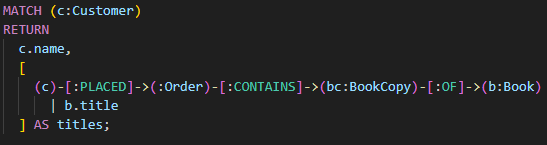 MATCH (c:Customer)
RETURN
  c.name,
  [
    (c)-[:PLACED]->(:Order)-[:CONTAINS]->(bc:BookCopy)-[:OF]->(b:Book)
      | b.title
  ] AS titles;